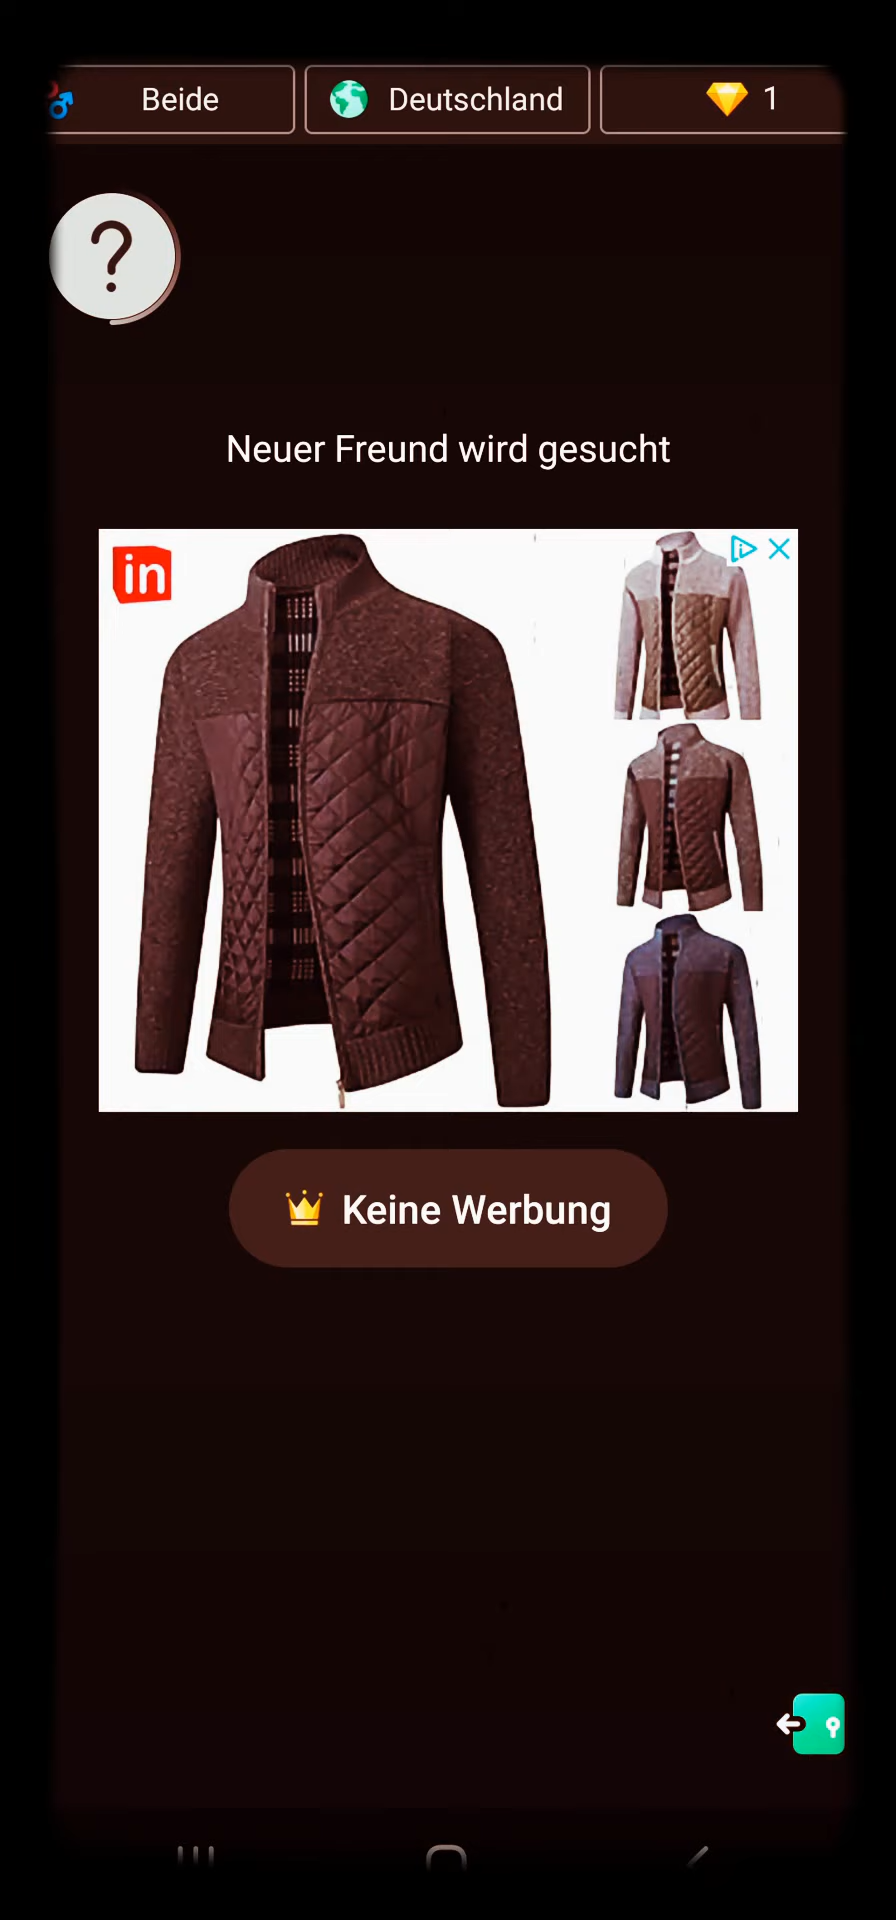 Beide
Deutschland
1
?
Neuer Freund wird gesucht
in
Keine Werbung